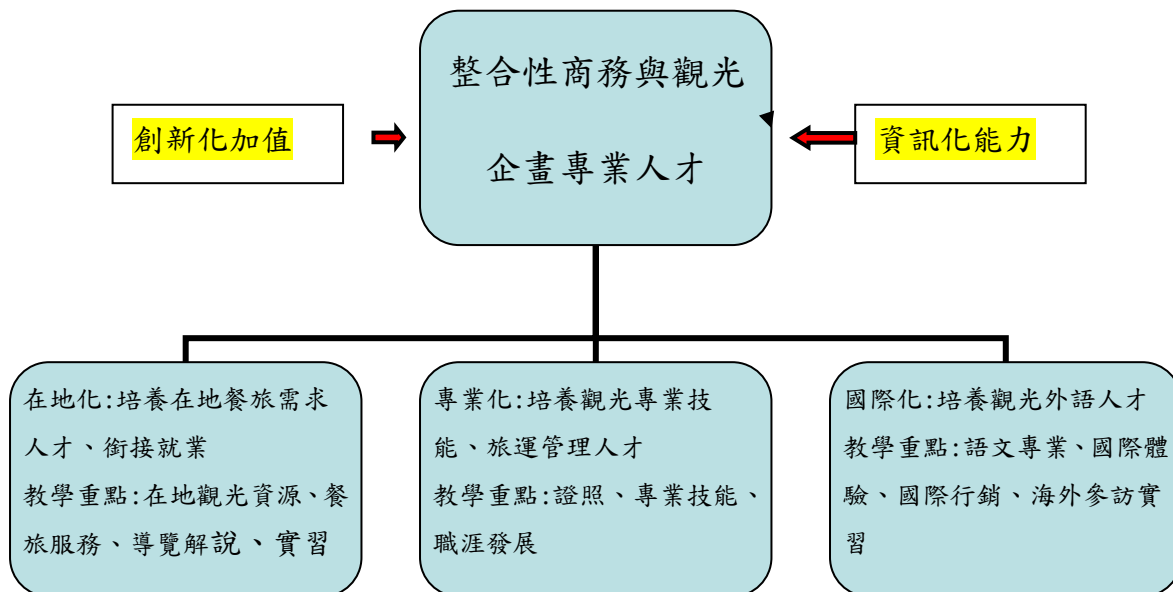 整合性商務與觀光
企畫專業人才
創新化加值
資訊化能力
在地化:培養在地餐旅需求
人才、銜接就業
教學重點:在地觀光資源、餐
旅服務、導覽解說、實習
專業化:培養觀光專業技
能、旅運管理人才
教學重點:證照、專業技能、
職涯發展
國際化:培養觀光外語人才
教學重點:語文專業、國際體
驗、國際行銷、海外參訪實
習